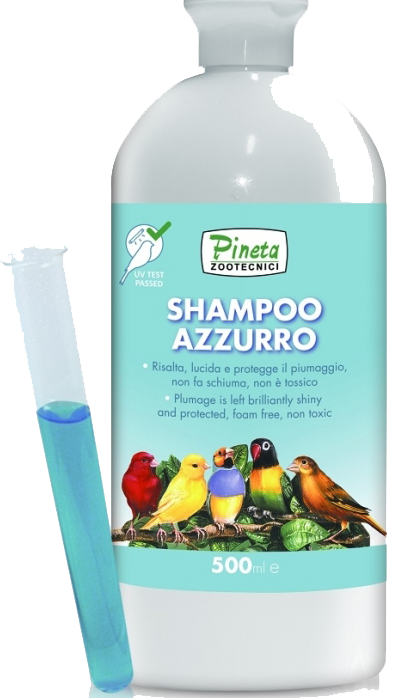 UV TEST
PASSED
Pineta
ZOOTECNICI
SHAMPOO
AZZURRO
• Risalta, lucida e protegge il piumaggio,
non fa schiuma, non è tossico
• Plumage is left brilliantly shiny
and protected, foam free, non toxic
500ml e